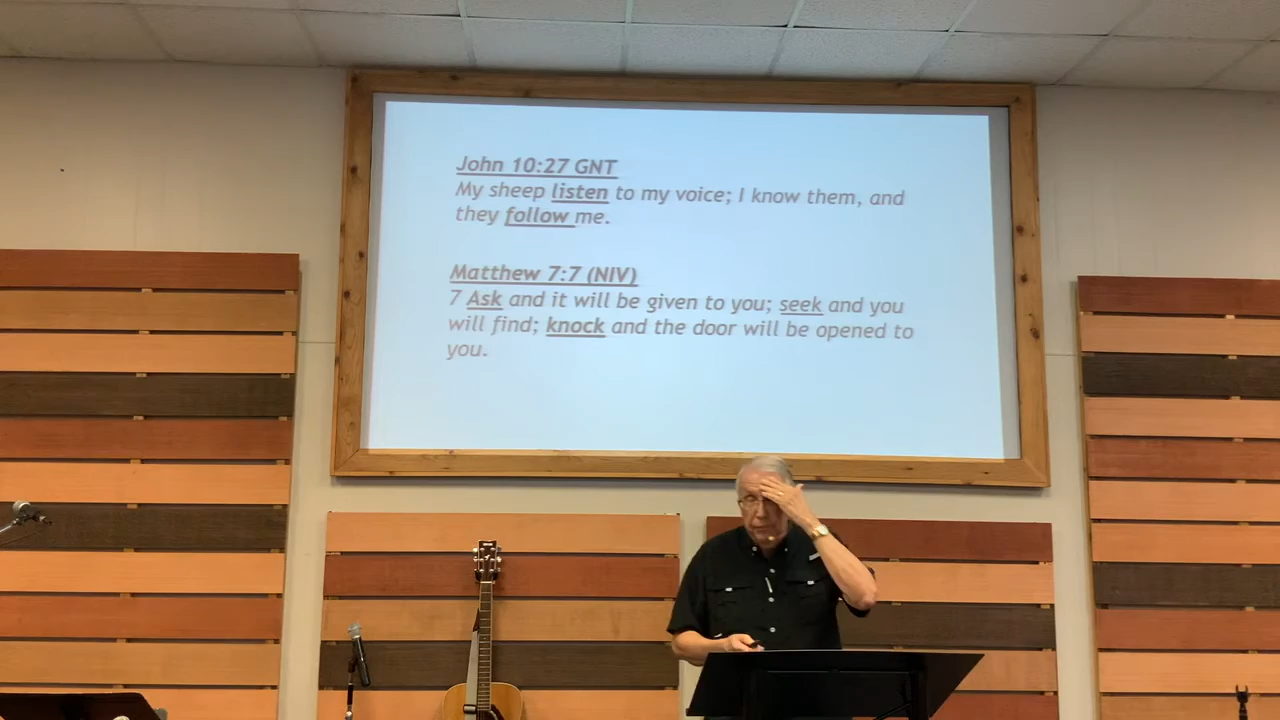 John 10:27 GNT
My sheep listen to my voice; I know them, and
they follow me.
Matthew 7:7 (NIV)
7 Ask and it will be given to you; seek and you
will find; knock and the door will be opened to
you.